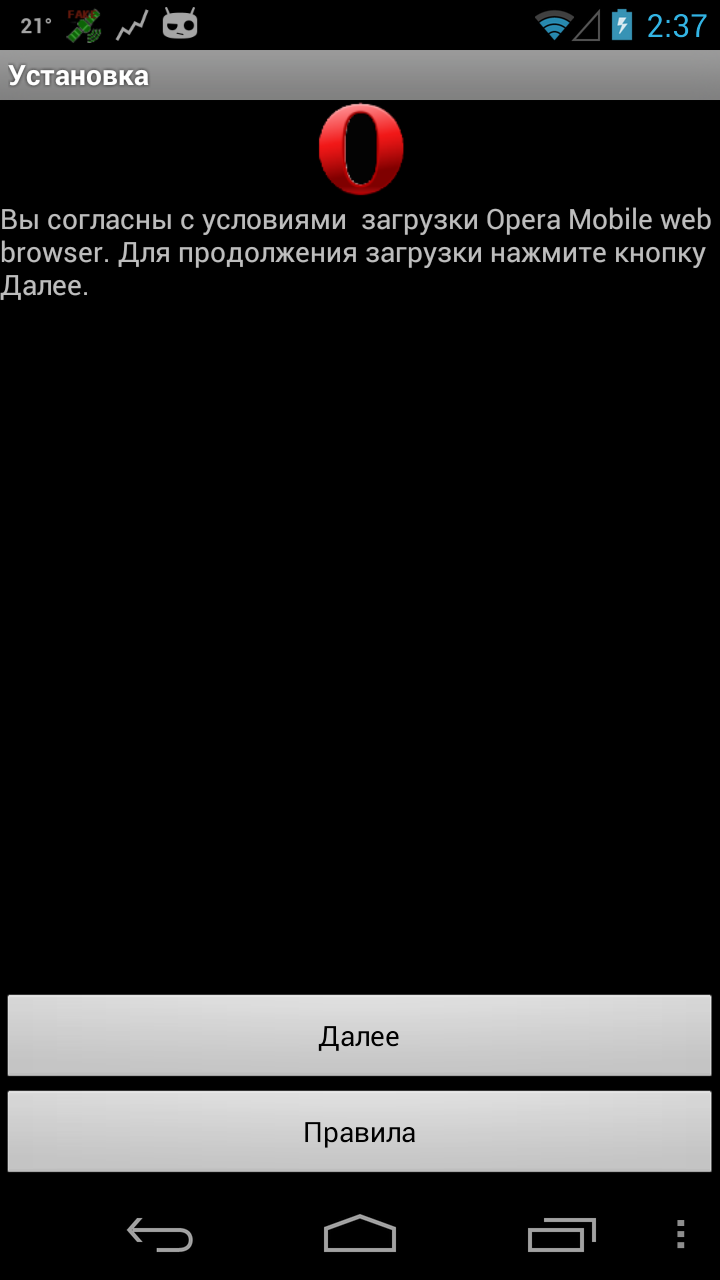 21°
FAKE
2:37
Установка
Вы согласны с условиями  загрузки Opera Mobile web
browser. Для продолжения загрузки нажмите кнопку
Далее.
Далее
Правила